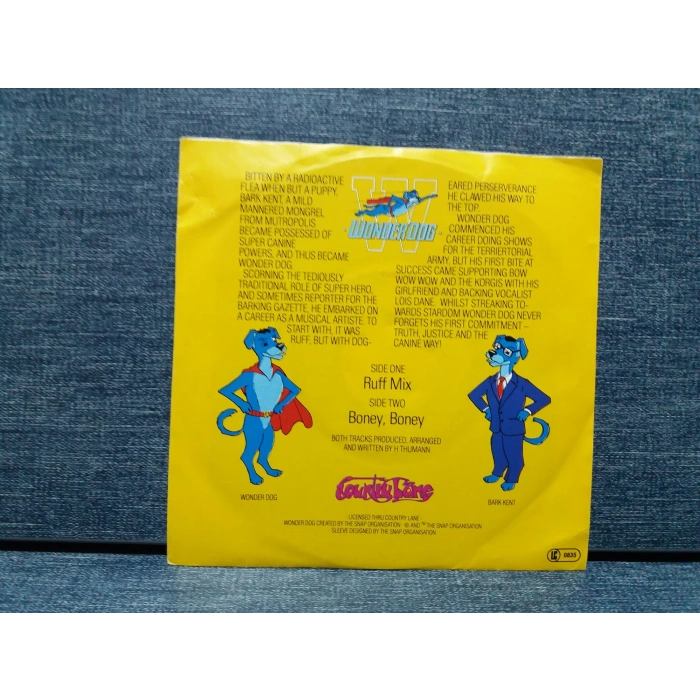 BITTEN BY A RADIOACTIVE
FLEA WHEN BUT A PUPPY,
BARK KENT, A MILD
MANNERED MONGREL
FROM MUTROPOLIS
BECAME POSSESSED OF
SUPER CANINE
POWERS, AND THUS BECAME
WONDER DOG.
SCORNING THE TEDIOUSLY
TRADITIONAL ROLE OF SUPER HERO,
AND SOMETIMES REPORTER FOR THE
BARKING GAZETTE, HE EMBARKED ON
A CAREER AS A MUSICAL ARTISTE. TO
START WITH, IT WAS
RUFF, BUT WITH DOG-
W
WONDER DOG
EARED PERSERVERANCE
HE CLAWED HIS WAY TO
THE TOP.
WONDER DOG
COMMENCED HIS
CAREER DOING SHOWS
FOR THE TERRIERTORIAL
ARMY, BUT HIS FIRST BITE AT
SUCCESS CAME SUPPORTING BOW
WOW WOW AND THE KORGIS WITH HIS
GIRLFRIEND AND BACKING VOCALIST
LOIS DANE. WHILST STREAKING TO-
WARDS STARDOM WONDER DOG NEVER
FORGETS HIS FIRST COMMITMENT –
TRUTH, JUSTICE AND THE
CANINE WAY!
SIDE ONE
Ruff Mix
SIDE TWO
Boney, Boney
BOTH TRACKS PRODUCED, ARRANGED
AND WRITTEN BY H THUMANN
WONDER DOG
Country Lane
BARK KENT
LICENSED THRU COUNTRY LANE
WONDER DOG CREATED BY THE SNAP ORGANISATION ® AND ™ THE SNAP ORGANISATION
SLEEVE DESIGNED BY THE SNAP ORGANISATION
LC 0835